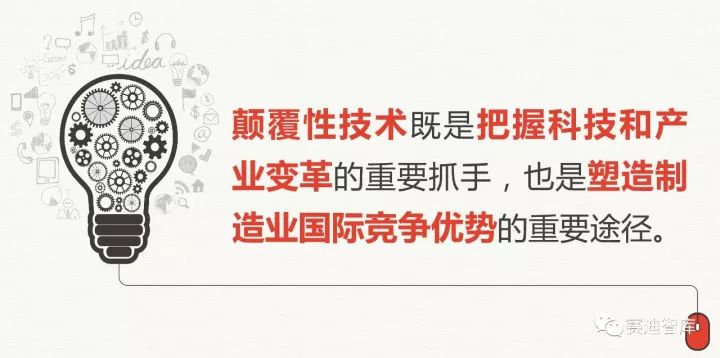 idea
颠覆性技术既是把握科技和产
业变革的重要抓手，也是塑造制
造业国际竞争优势的重要途径。
赛迪智库